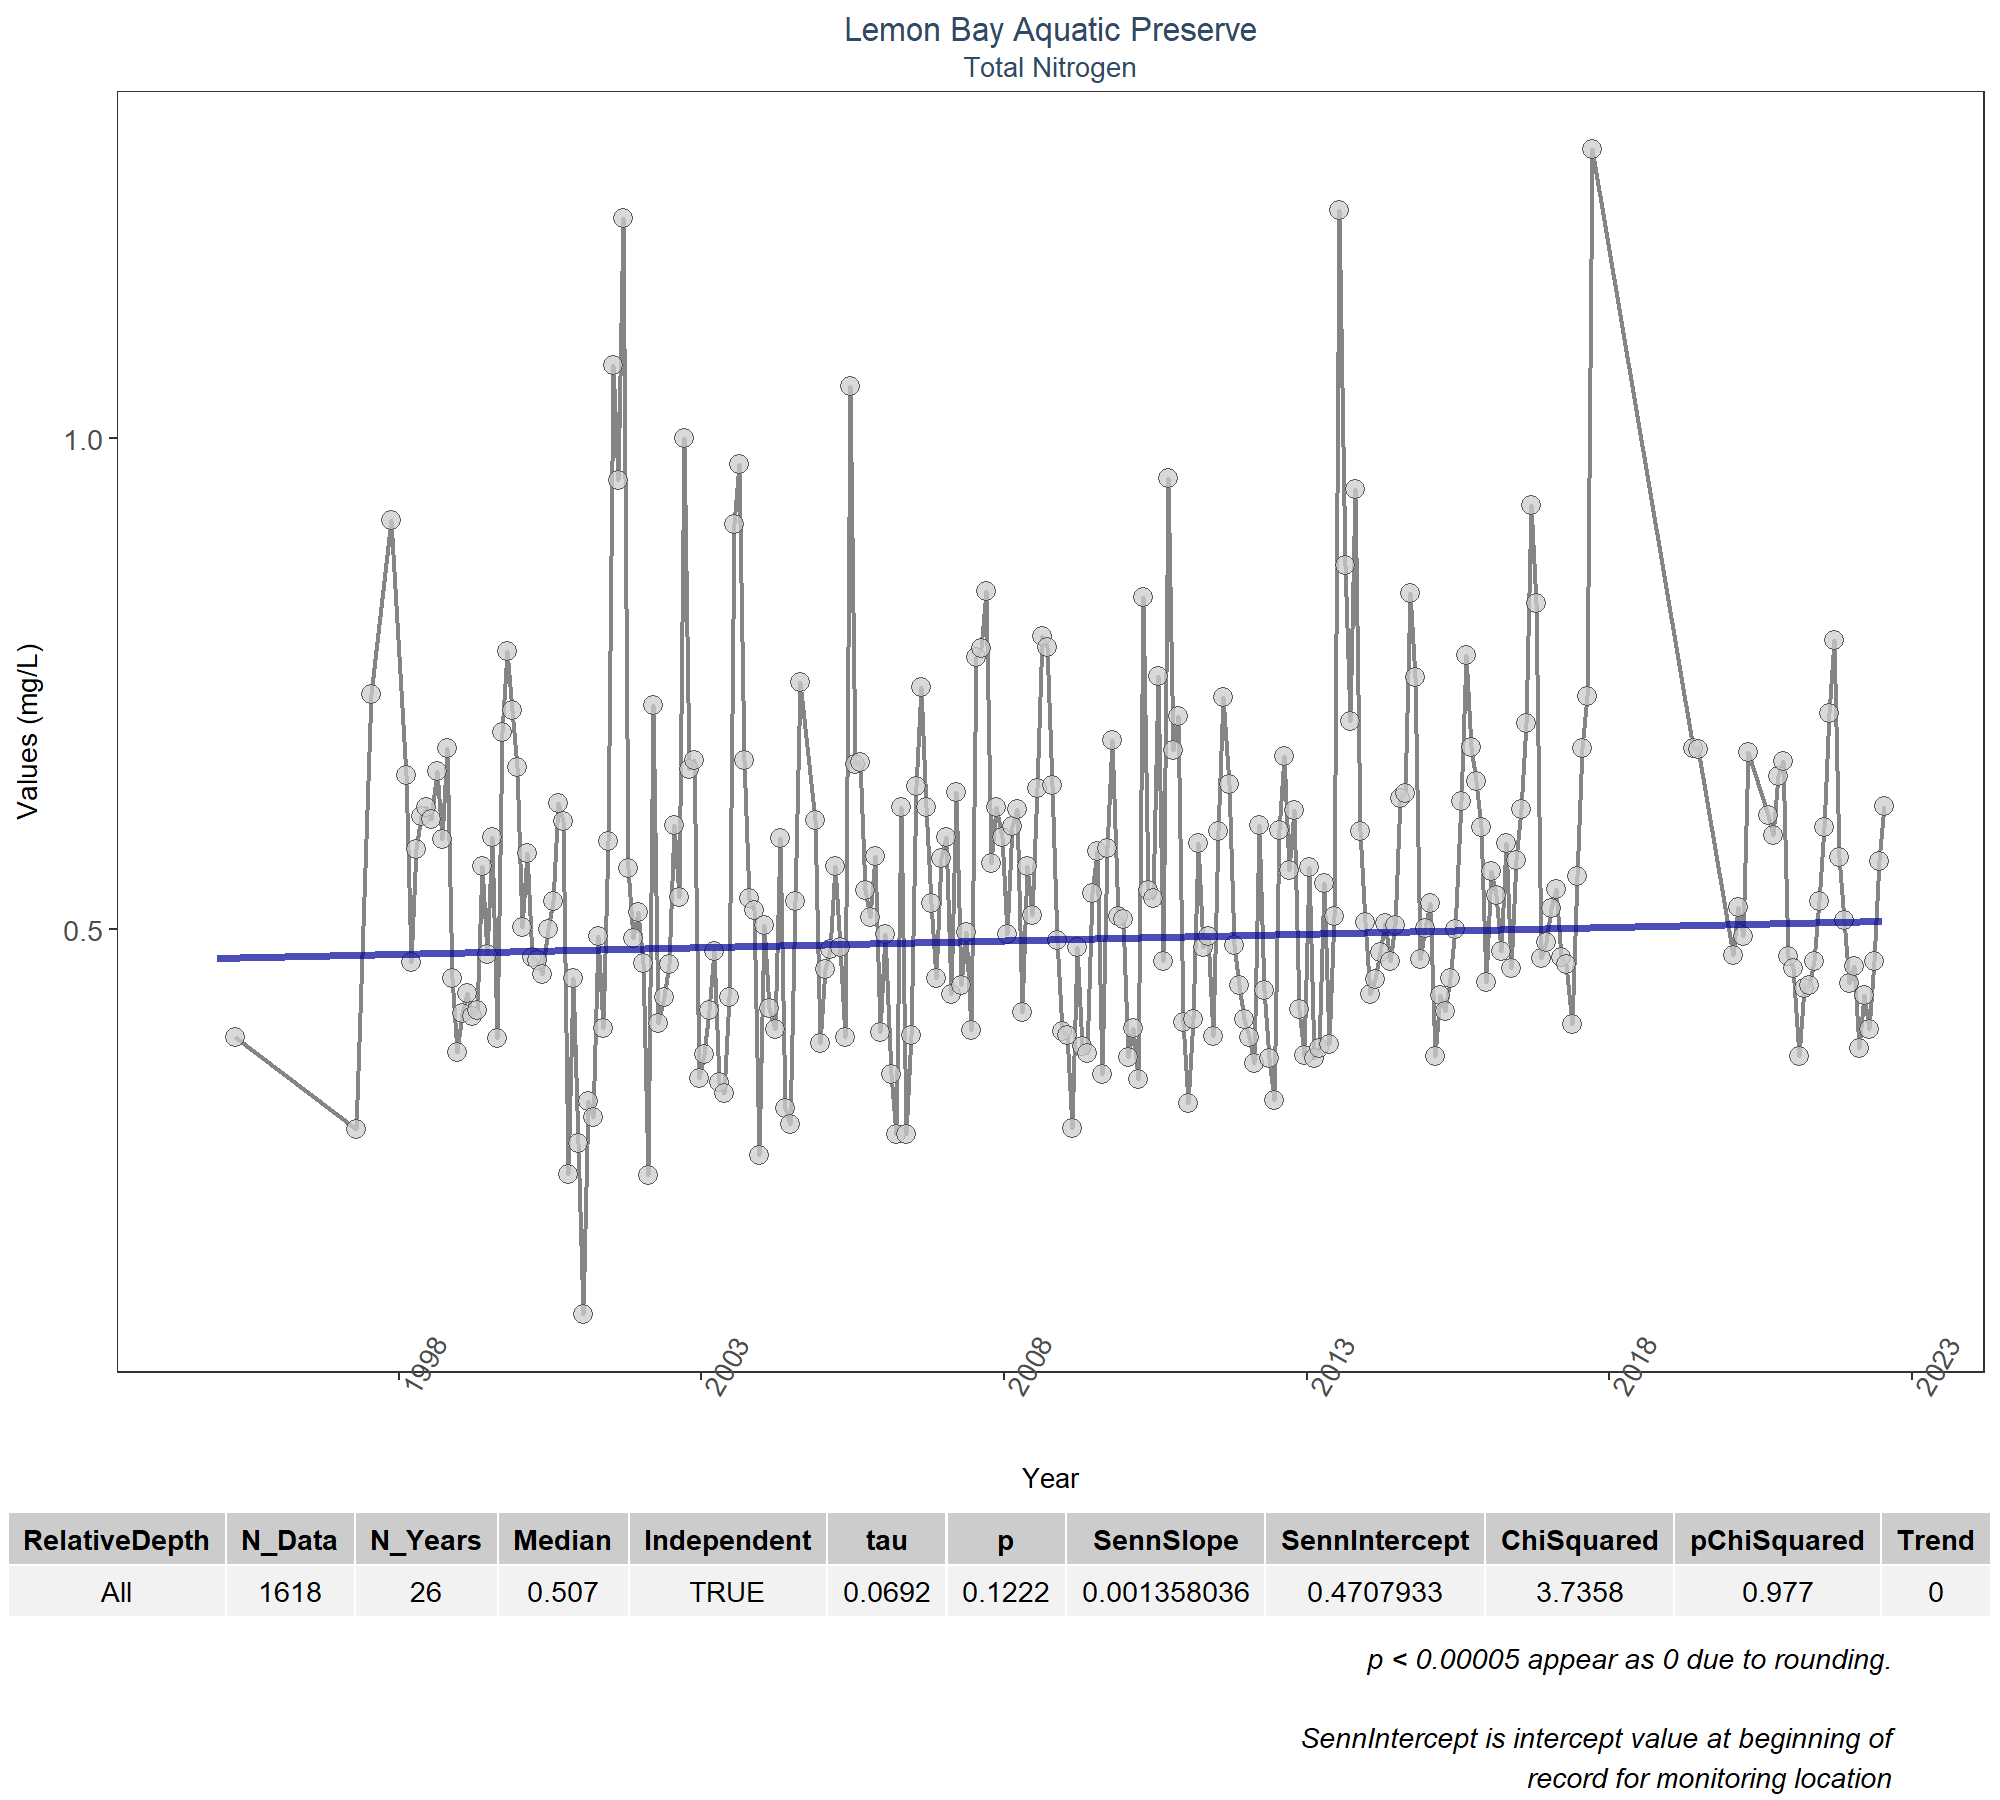 Lemon Bay Aquatic Preserve
Total Nitrogen
Values (mg/L)
1.0
0.5
1998 2003 2008 2013 2018 2023
Year
RelativeDepth N_Data N_Years Median Independent tau p SennSlope SennIntercept ChiSquared pChiSquared Trend
All 1618 26 0.507 TRUE 0.0692 0.1222 0.001358036 0.4707933 3.7358 0.977 0
p < 0.00005 appear as 0 due to rounding.
SennIntercept is intercept value at beginning of
record for monitoring location